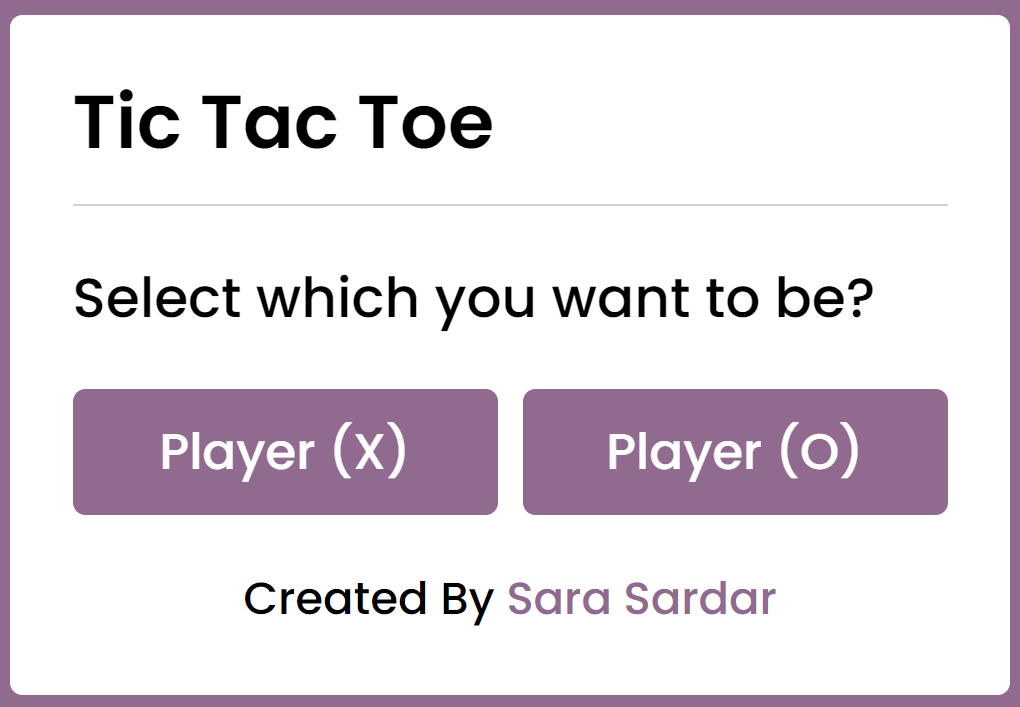 Tic Tac Toe
Select which you want to be?
Player (X) Player (O)
Created By Sara Sardar